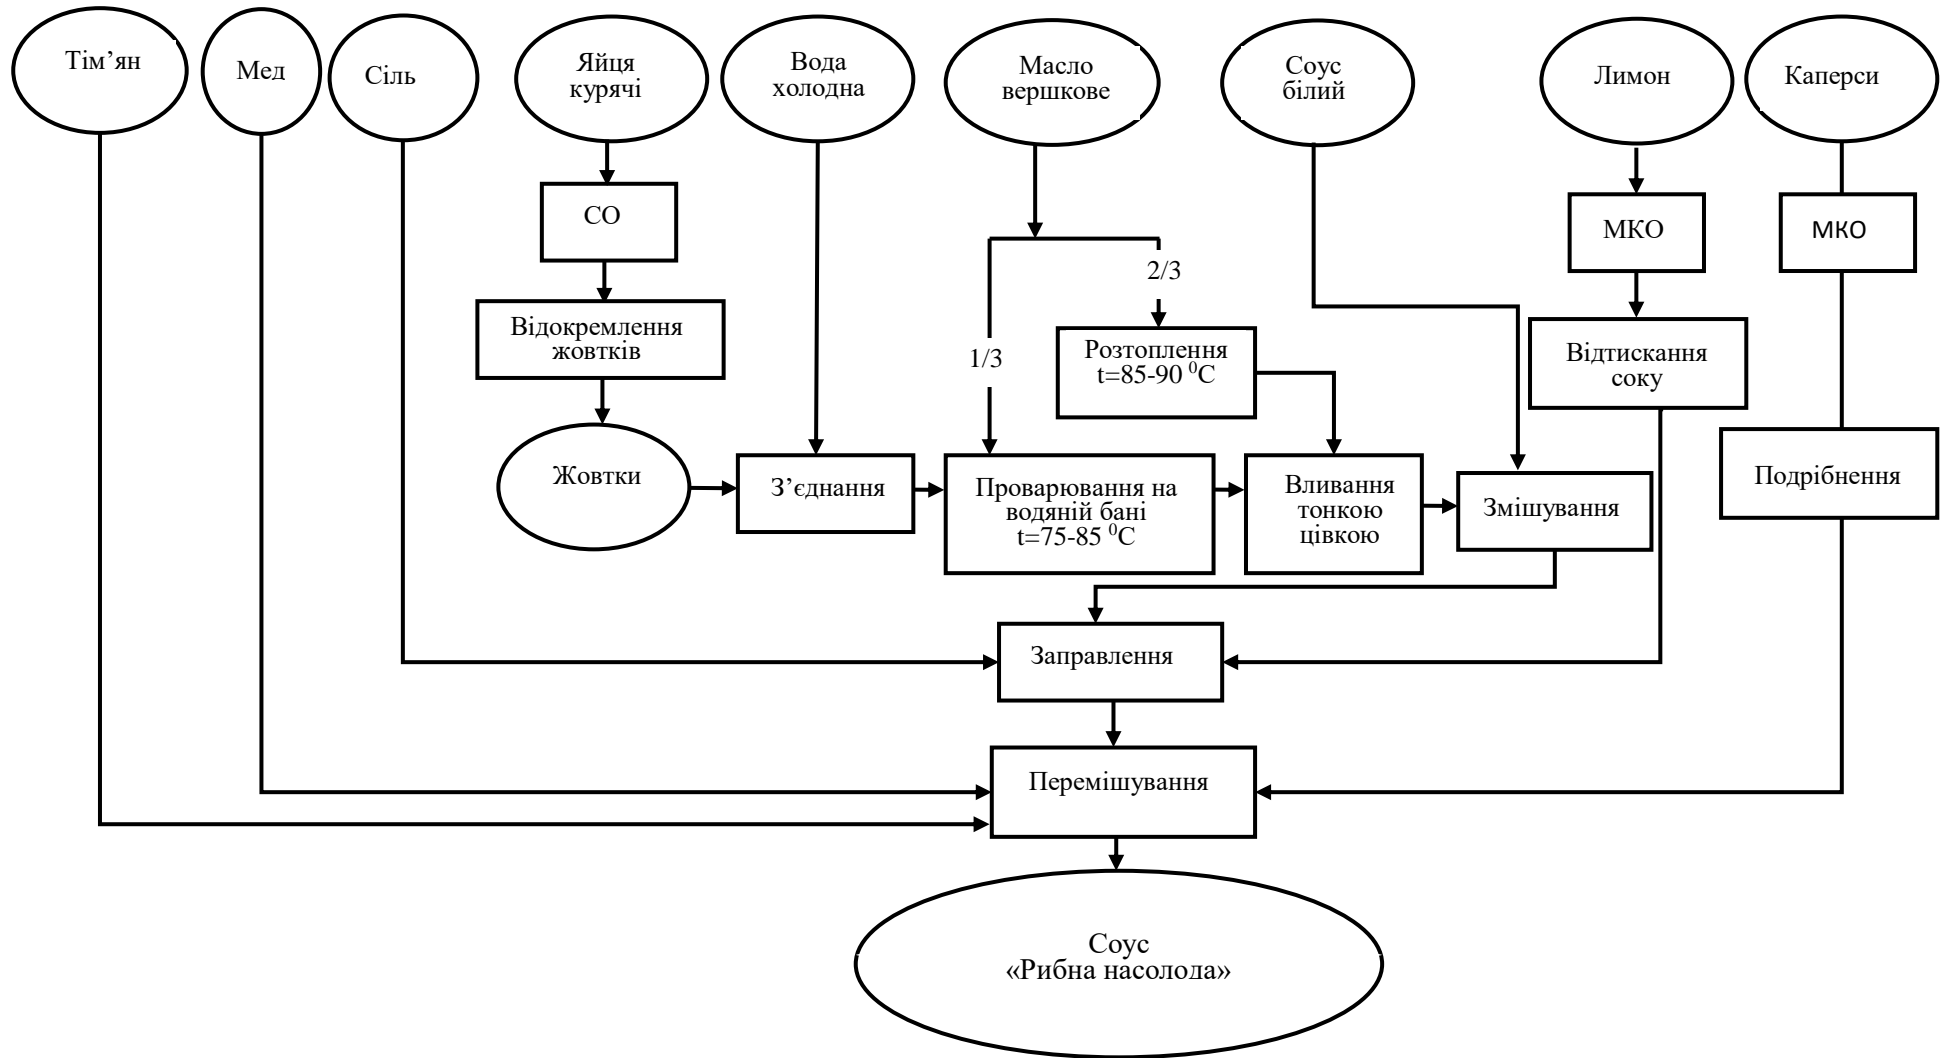 Тім’ян
Мед
Сіль
Яйця
курячі
Вода
холодна
Масло
вершкове
Соус
білий
Лимон
Каперси
СО
МКО
МКО
2/3
1/3
Відокремлення
жовтків
Розтоплення
t=85-90 ⁰С
Відтискання
соку
Жовтки
З’єднання
Проварювання на
водяній бані
t=75-85 ⁰С
Вливання
тонкою
цівкою
Змішування
Подрібнення
Заправлення
Перемішування
Соус
«Рибна насолода»